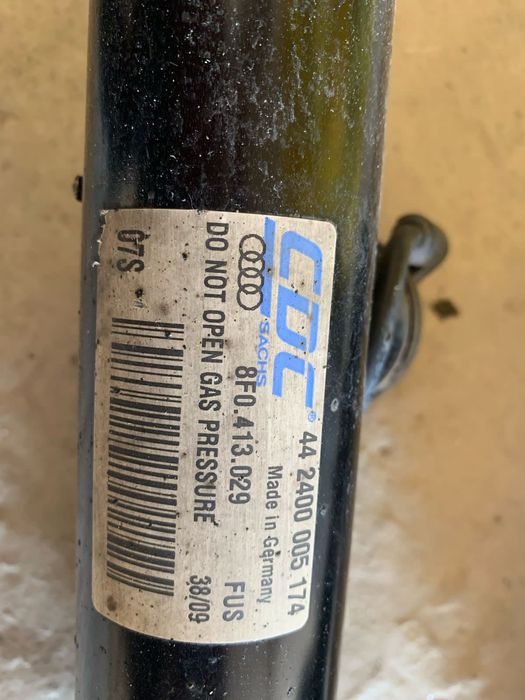 CDC® 44 2400 005 174
SACHS Made in Germany
8F0.413.029 FUS
DO NOT OPEN GAS PRESSURE 38/09
07S